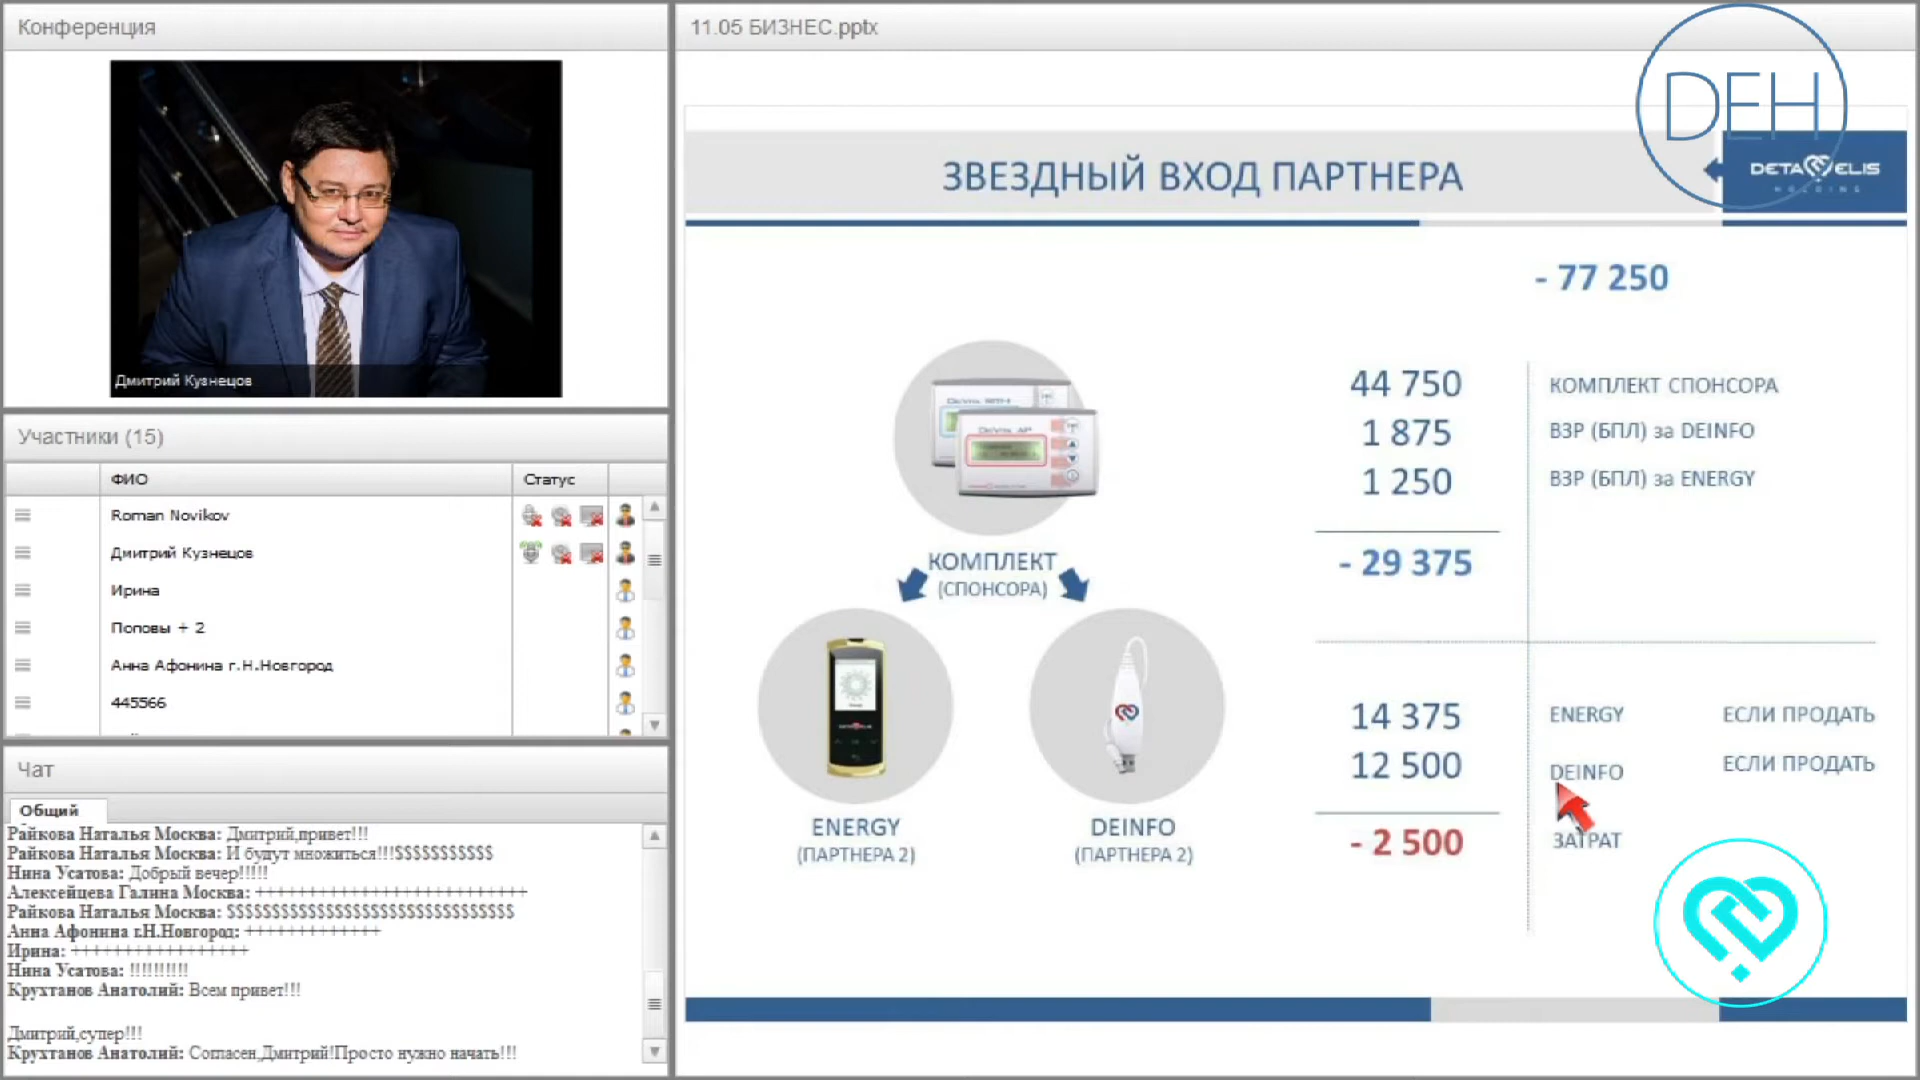 Конференция
Дмитрий Кузнецов
Участники (15)
ФИО
Статус
Roman Novikov
Дмитрий Кузнецов
Ирина
Поповы + 2
Анна Афонина г.Н.Новгород
445566
Чат
Общий
Райкова Наталья Москва: Дмитрий,привет!!!
Райкова Наталья Москва: И будут множиться!!!$$$$$$$$$$$
Нина Усатова: Добрый вечер!!!!!
Алексейцева Галина Москва: +++++++++++++++++++++++++++
Райкова Наталья Москва: $$$$$$$$$$$$$$$$$$$$$$$$$$$$$$$$
Анна Афонина г.Н.Новгород: +++++++++++++
Ирина: +++++++++++++++++
Нина Усатова: !!!!!!!!!!
Крухтанов Анатолий: Всем привет!!!
Дмитрий,супер!!!
Крухтанов Анатолий: Согласен,Дмитрий!Просто нужно начать!!!
11.05 БИЗНЕС.pptx
DEH
ЗВЕЗДНЫЙ ВХОД ПАРТНЕРА
DETA ELIS
HOLDING
- 77 250
44 750 КОМПЛЕКТ СПОНСОРА
1 875 ВЗР (БПЛ) за DEINFO
1 250 ВЗР (БПЛ) за ENERGY
- 29 375
КОМПЛЕКТ
(СПОНСОРА)
14 375 ENERGY ЕСЛИ ПРОДАТЬ
12 500 DEINFO ЕСЛИ ПРОДАТЬ
- 2 500 ЗАТРАТ
ENERGY
(ПАРТНЕРА 2)
DEINFO
(ПАРТНЕРА 2)